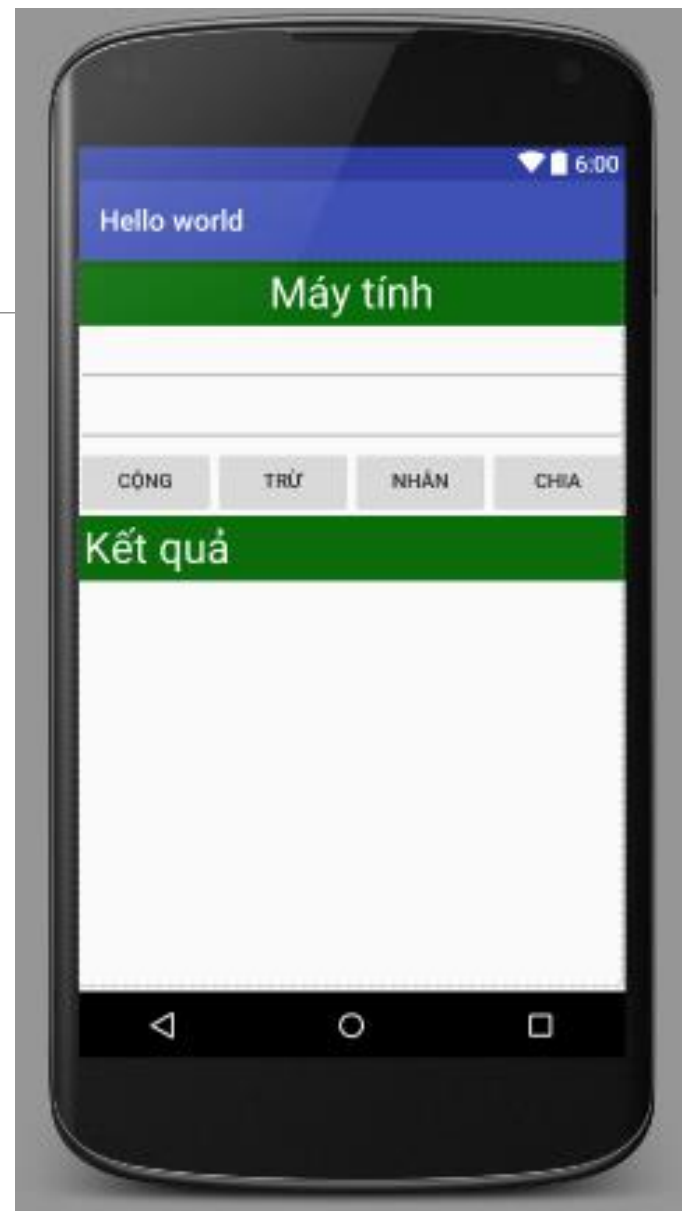 6:00
Hello world
Máy tính
CỘNG TRỪ NHÂN CHIA
Kết quả